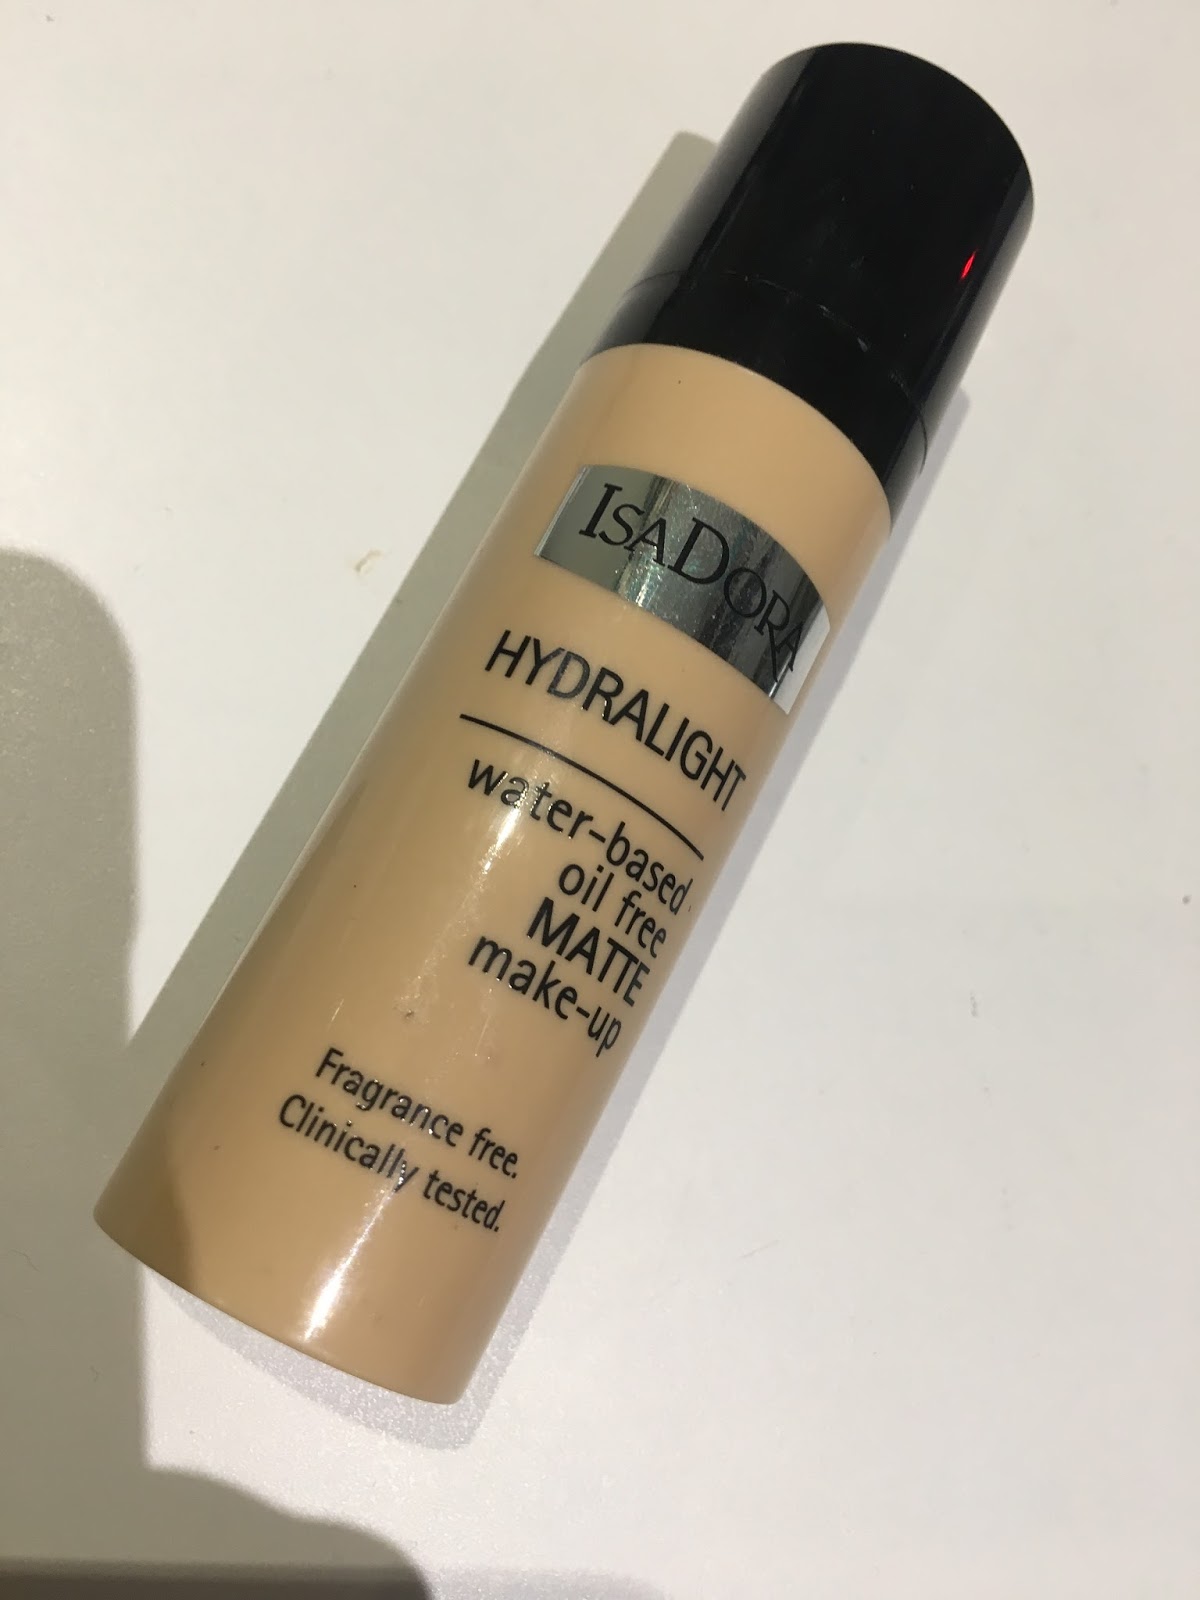 IsaDora
HYDRALIGHT
water-based
oil free
MATTE
make-up
Fragrance free.
Clinically tested.